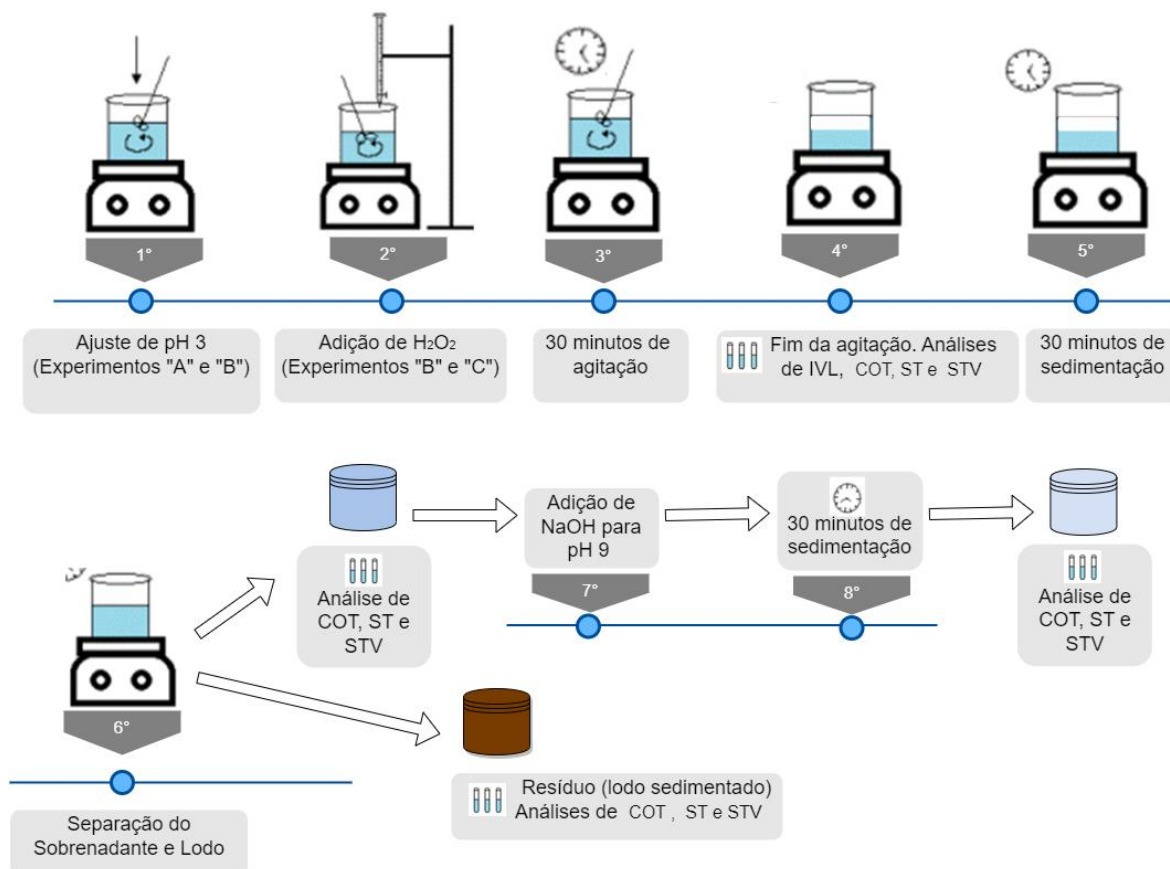 1°
2°
3°
4°
5°
Ajuste de pH 3
(Experimentos "A" e "B")
Adição de H₂O₂
(Experimentos "B" e "C")
30 minutos de
agitação
Fim da agitação. Análises
de IVL, COT, ST e STV
30 minutos de
sedimentação
Análise de
COT, ST e
STV
Adição de
NaOH para
pH 9
7°
30 minutos de
sedimentação
8°
Análise de
COT, ST e
STV
6°
Separação do
Sobrenadante e Lodo
Resíduo (lodo sedimentado)
Análises de COT , ST e STV